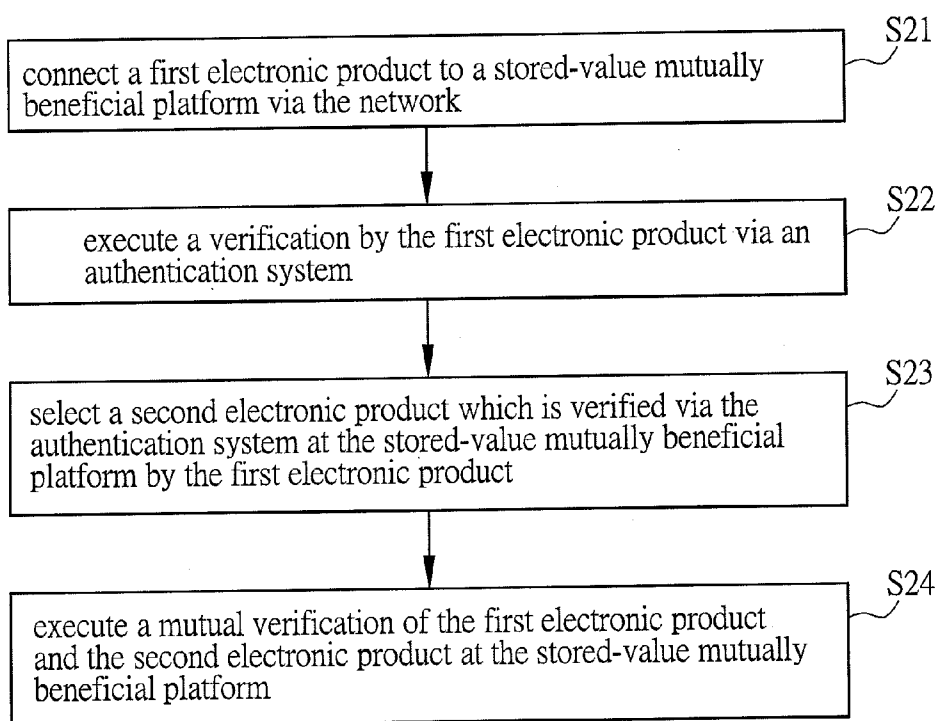 S21
connect a first electronic product to a stored-value mutually
beneficial platform via the network
S22
execute a verification by the first electronic product via an
authentication system
S23
select a second electronic product which is verified via the
authentication system at the stored-value mutually beneficial
platform by the first electronic product
S24
execute a mutual verification of the first electronic product
and the second electronic product at the stored-value mutually
beneficial platform